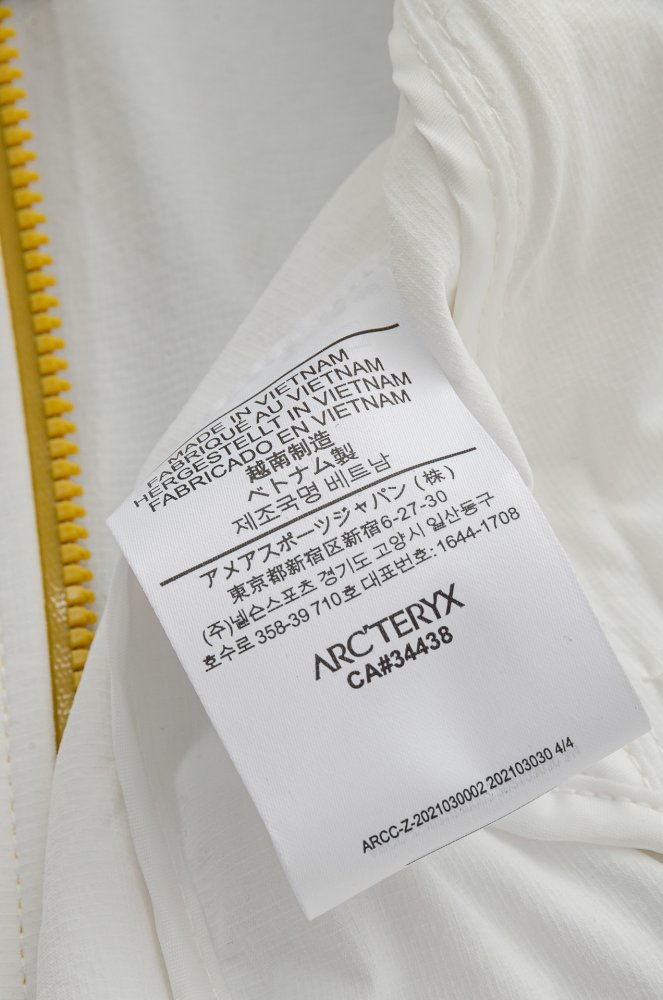 MADE IN VIETNAM
FABRIQUE AU VIETNAM
HERGESTELLT IN VIETNAM
FABRICADO EN VIETNAM
越南制造
ベトナム製
제조국명 베트남
アメアスポーツジャパン（株）
東京都新宿区新宿6-27-30
(주)넬슨스포츠 경기도 고양시 일산동구
호수로 358-39 710호 대표번호: 1644-1708
ARC'TERYX
CA#34438
ARCC-Z-2021030002 202103030 4/4